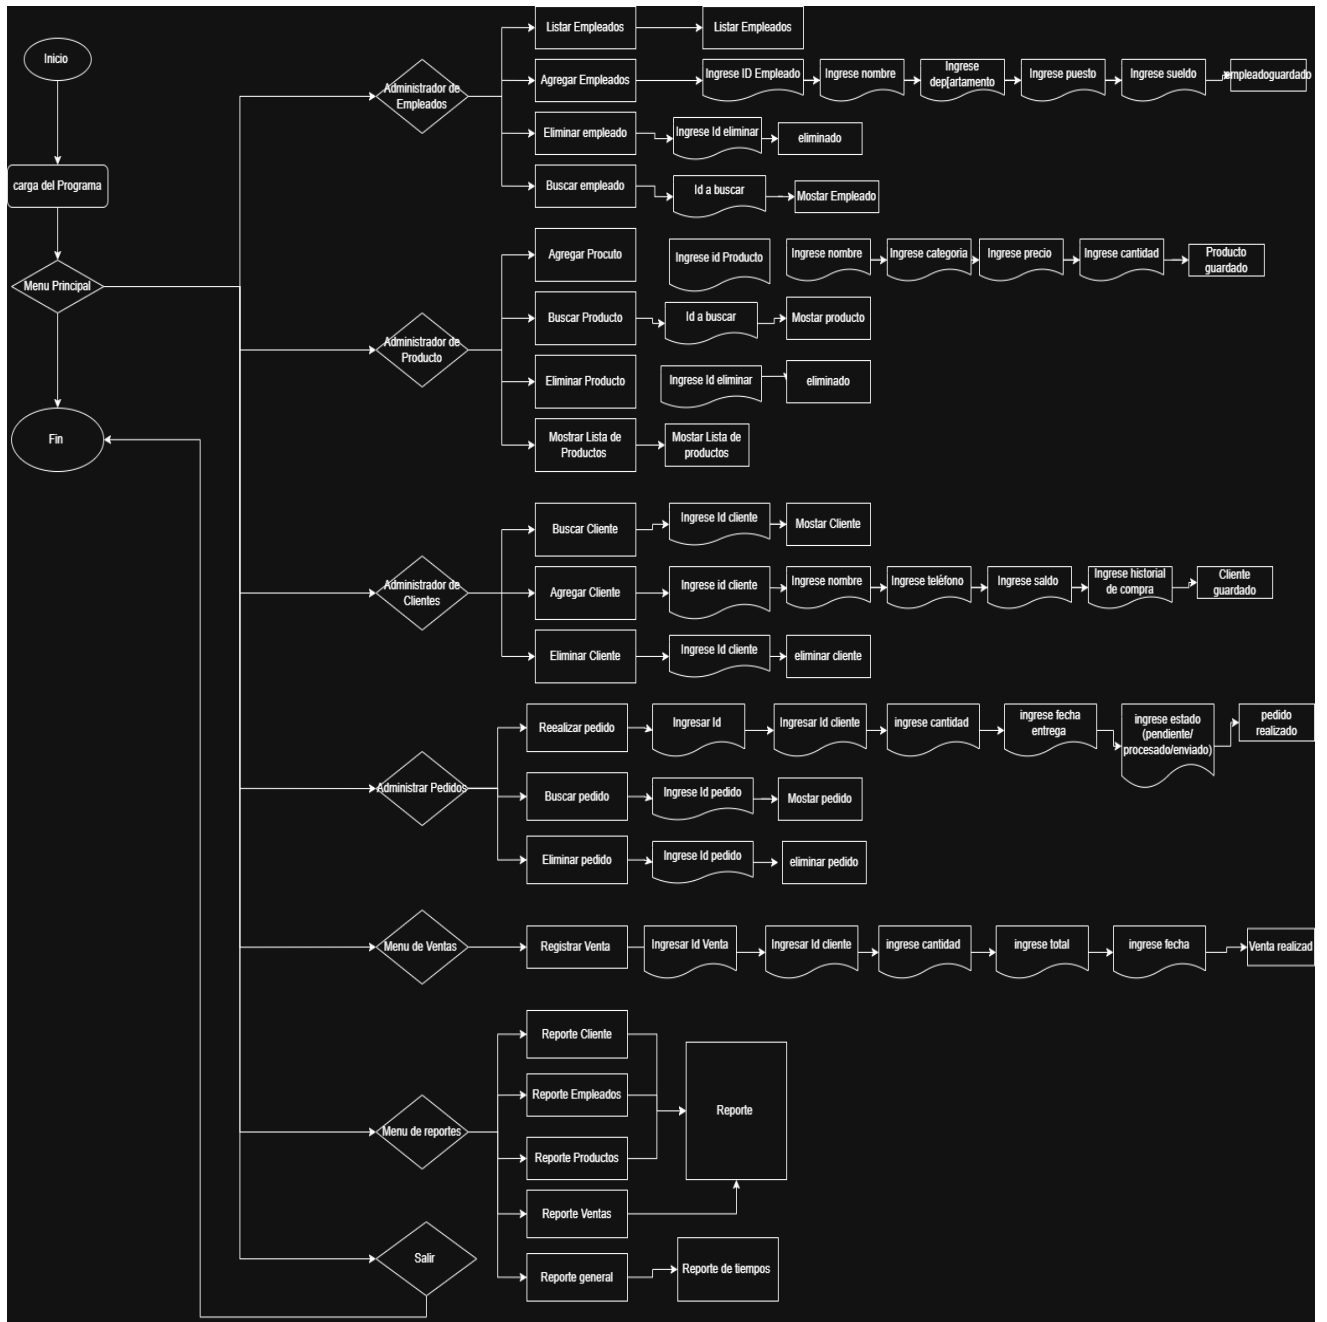 Inicio
carga del Programa
Menu Principal
Fin
Administrador de
Empleados
Listar Empleados
Listar Empleados
Agregar Empleados
Ingrese ID Empleado
Ingrese nombre
Ingrese
dep[artamento
Ingrese puesto
Ingrese sueldo
empleadoguardado
Eliminar empleado
Ingrese Id eliminar
eliminado
Buscar empleado
Id a buscar
Mostar Empleado
Administrador de
Producto
Agregar Procuto
Ingrese id Producto
Ingrese nombre
Ingrese categoria
Ingrese precio
Ingrese cantidad
Producto
guardado
Buscar Producto
Id a buscar
Mostar producto
Eliminar Producto
Ingrese Id eliminar
eliminado
Mostrar Lista de
Productos
Mostar Lista de
productos
Administrador de
Clientes
Buscar Cliente
Ingrese Id cliente
Mostar Cliente
Agregar Cliente
Ingrese id cliente
Ingrese nombre
Ingrese teléfono
Ingrese saldo
Ingrese historial
de compra
Cliente
guardado
Eliminar Cliente
Ingrese Id cliente
eliminar cliente
Administrar Pedidos
Reealizar pedido
Ingresar Id
Ingresar Id cliente
ingrese cantidad
ingrese fecha
entrega
ingrese estado
(pendiente/
procesado/enviado)
pedido
realizado
Buscar pedido
Ingrese Id pedido
Mostar pedido
Eliminar pedido
Ingrese Id pedido
eliminar pedido
Menu de Ventas
Registrar Venta
Ingresar Id Venta
Ingresar Id cliente
ingrese cantidad
ingrese total
ingrese fecha
Venta realizad
Menu de reportes
Reporte Cliente
Reporte Empleados
Reporte Productos
Reporte Ventas
Reporte
Reporte general
Reporte de tiempos
Salir